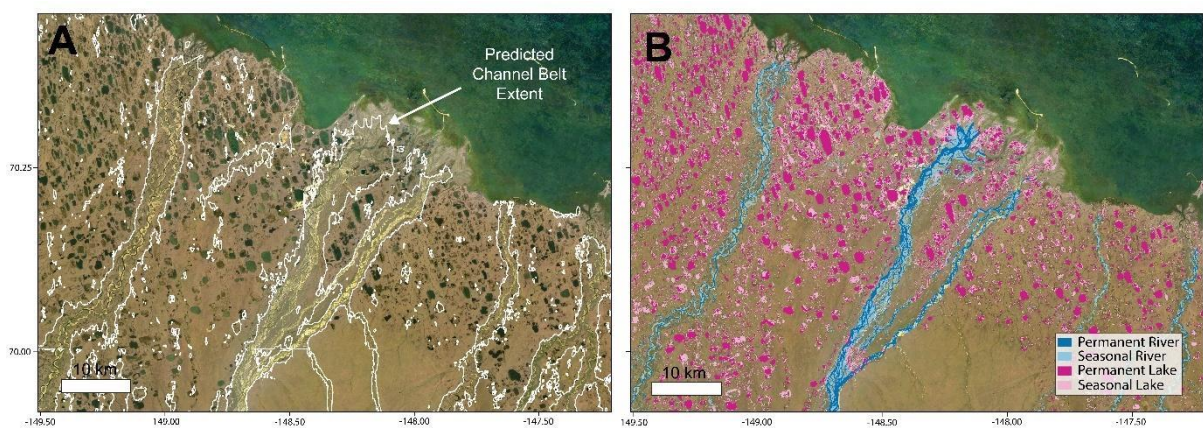 A
Predicted
Channel Belt
Extent
70.25
70.00
10 km
-149.50
149.00
-148.50
-148.00
-147.50
B
Permanent River
Seasonal River
Permanent Lake
Seasonal Lake
10 km
-149.50
-149.00
-148.50
-148.00
-147.50